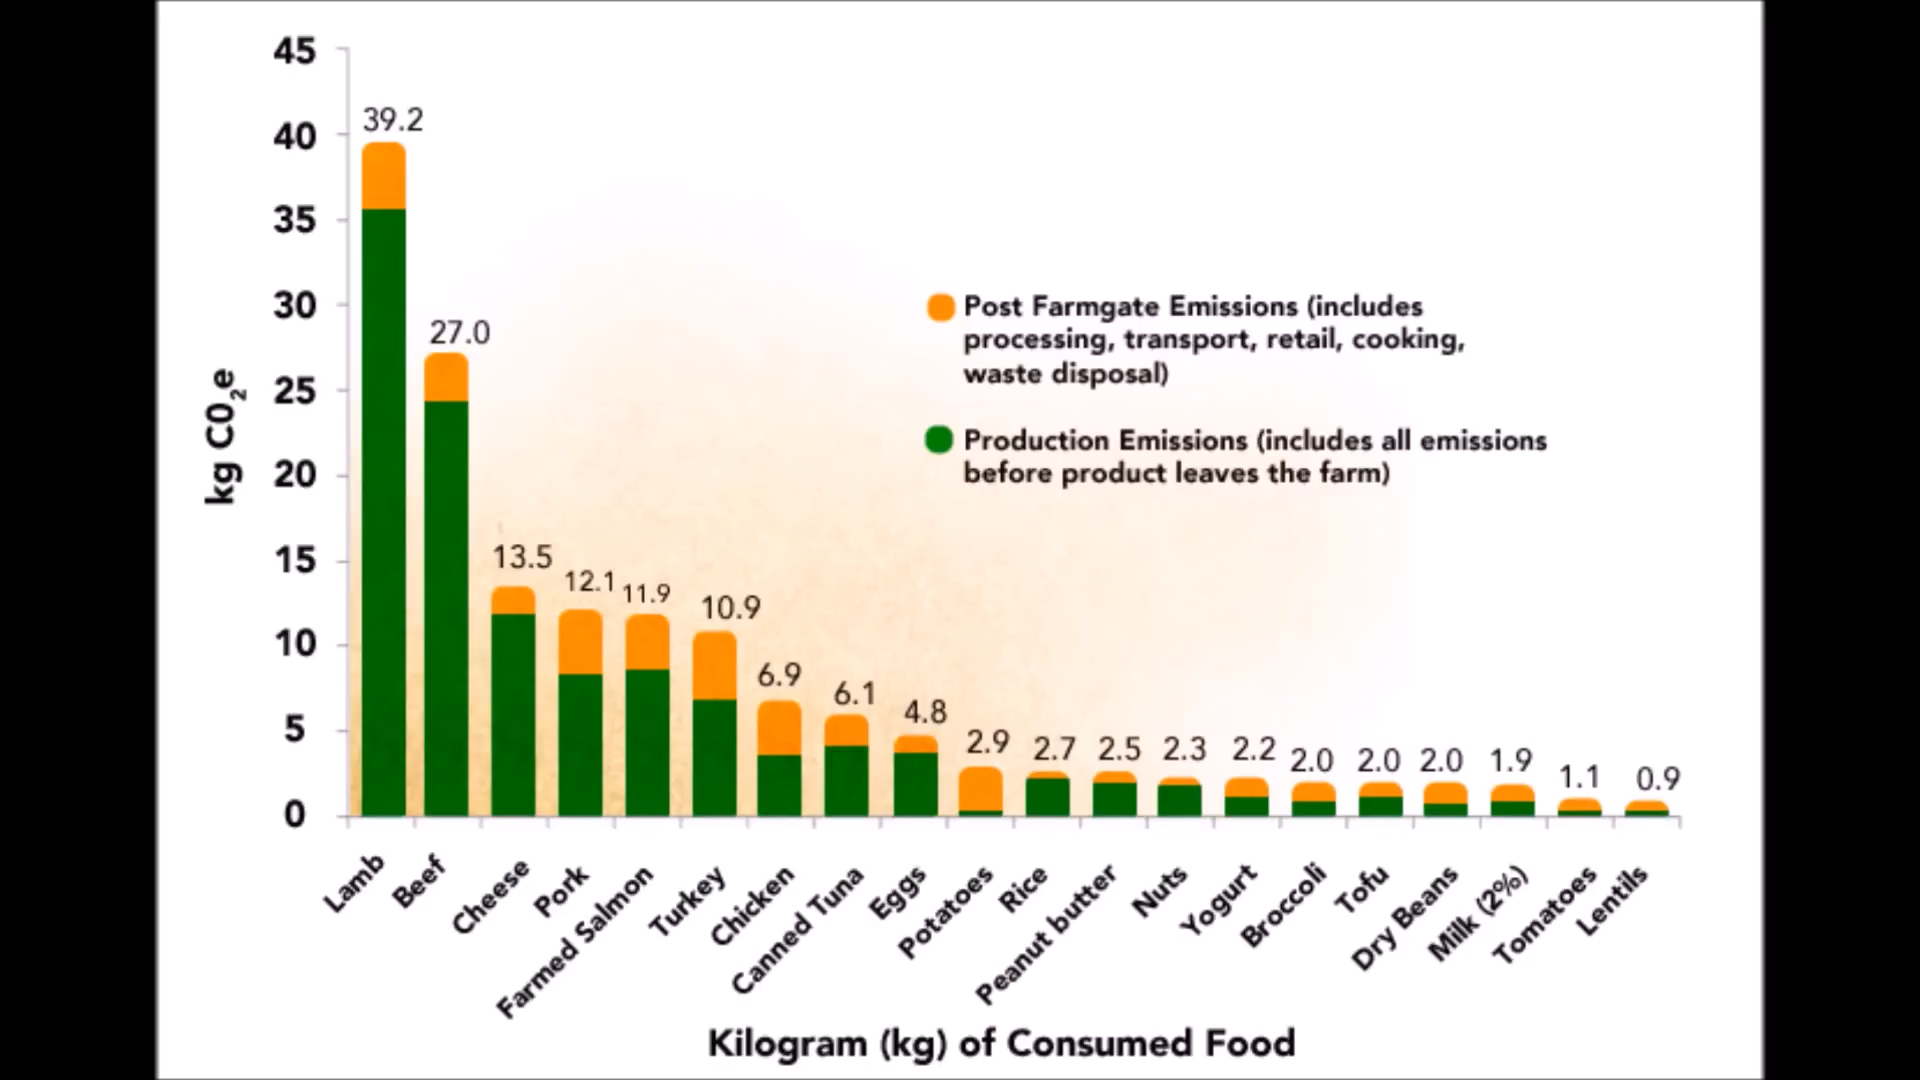 45
40
35
30
25
20
15
10
5
0
kg C0₂e
39.2
27.0
13.5
12.1
11.9
10.9
6.9
6.1
4.8
2.9
2.7
2.5
2.3
2.2
2.0
2.0
2.0
1.9
1.1
0.9
Post Farmgate Emissions (includes
processing, transport, retail, cooking,
waste disposal)
Production Emissions (includes all emissions
before product leaves the farm)
Lamb
Beef
Cheese
Pork
Farmed Salmon
Turkey
Chicken
Canned Tuna
Eggs
Potatoes
Rice
Peanut butter
Nuts
Yogurt
Broccoli
Tofu
Dry Beans
Milk (2%)
Tomatoes
Lentils
Kilogram (kg) of Consumed Food